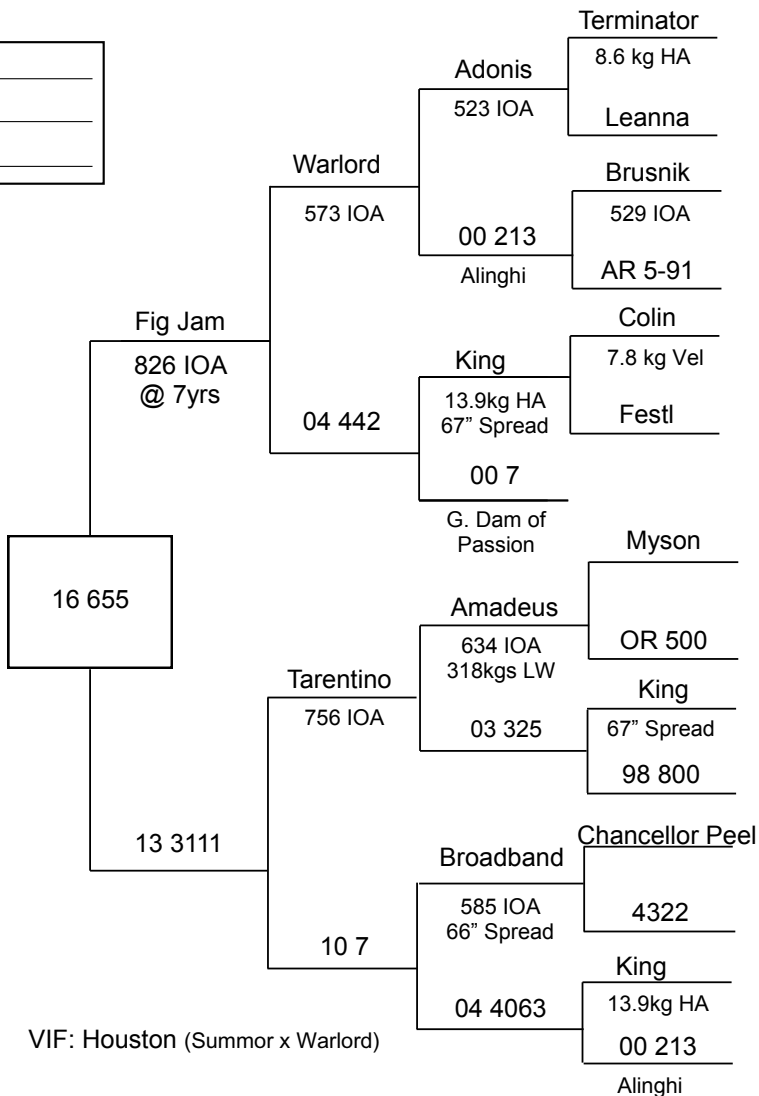 Terminator
8.6 kg HA
Adonis
523 IOA
Leanna
Warlord
573 IOA
Brusnik
529 IOA
00 213
Alinghi
AR 5-91
Fig Jam
826 IOA
@ 7yrs
Colin
7.8 kg Vel
King
13.9kg HA
67” Spread
Festl
04 442
00 7
G. Dam of
Passion
16 655
Myson
Amadeus
634 IOA
318kgs LW
OR 500
Tarentino
756 IOA
King
67” Spread
03 325
98 800
13 3111
Chancellor Peel
Broadband
585 IOA
66” Spread
4322
10 7
King
13.9kg HA
04 4063
00 213
Alinghi
VIF: Houston (Summor x Warlord)